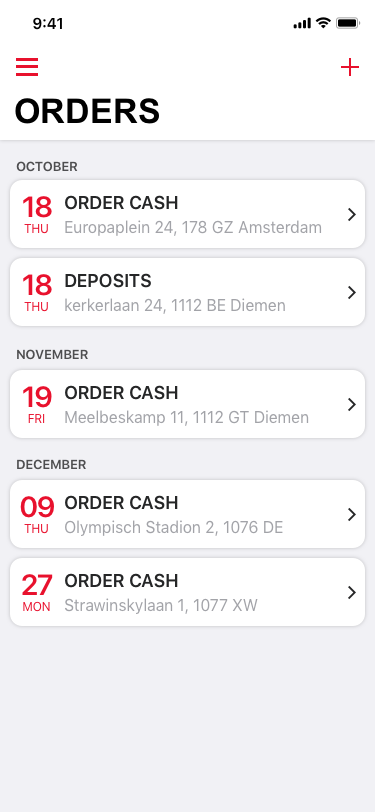 9:41
ORDERS
OCTOBER
18
THU
ORDER CASH
Europaplein 24, 178 GZ Amsterdam
18
THU
DEPOSITS
kerkerlaan 24, 1112 BE Diemen
NOVEMBER
19
FRI
ORDER CASH
Meelbeskamp 11, 1112 GT Diemen
DECEMBER
09
THU
ORDER CASH
Olympisch Stadion 2, 1076 DE
27
MON
ORDER CASH
Strawinskylaan 1, 1077 XW